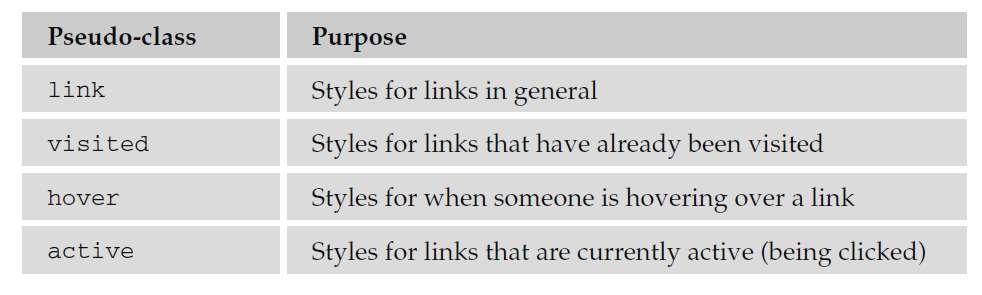 Pseudo-class Purpose
link Styles for links in general
visited Styles for links that have already been visited
hover Styles for when someone is hovering over a link
active Styles for links that are currently active (being clicked)